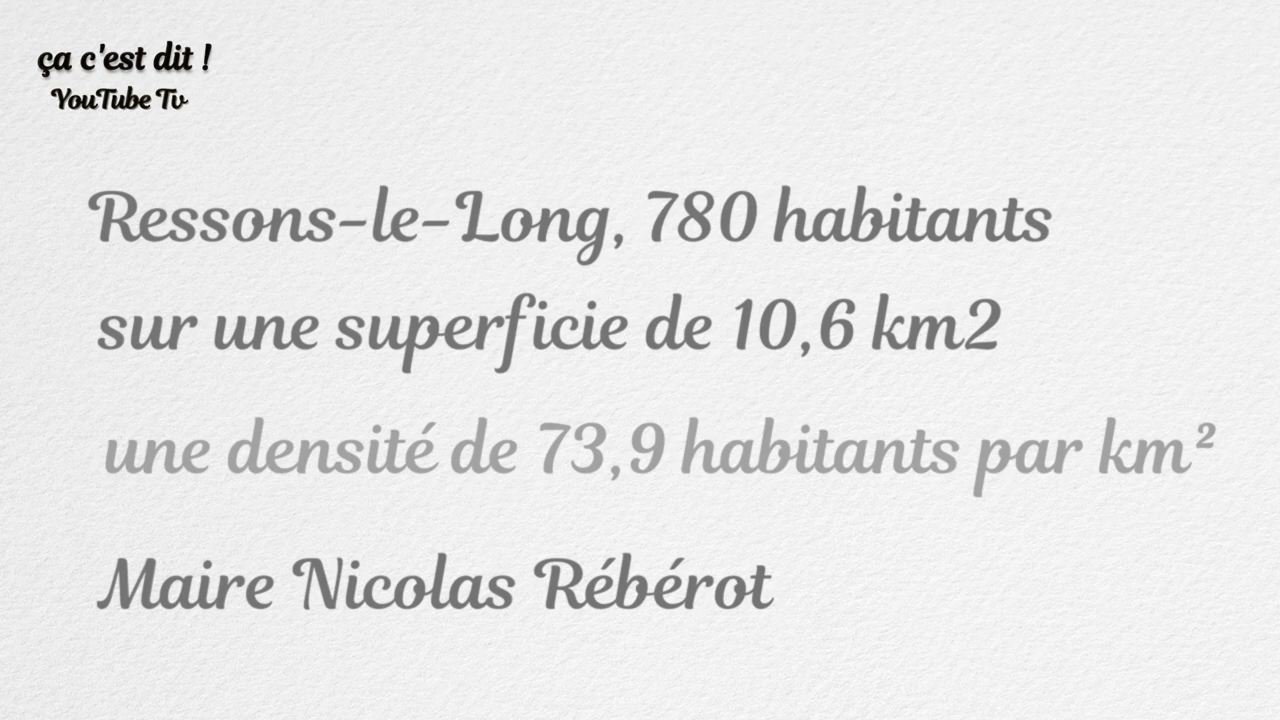 ça c'est dit !
YouTube Tv
Ressons-le-Long, 780 habitants
sur une superficie de 10,6 km2
une densité de 73,9 habitants par km²
Maire Nicolas Rébérot